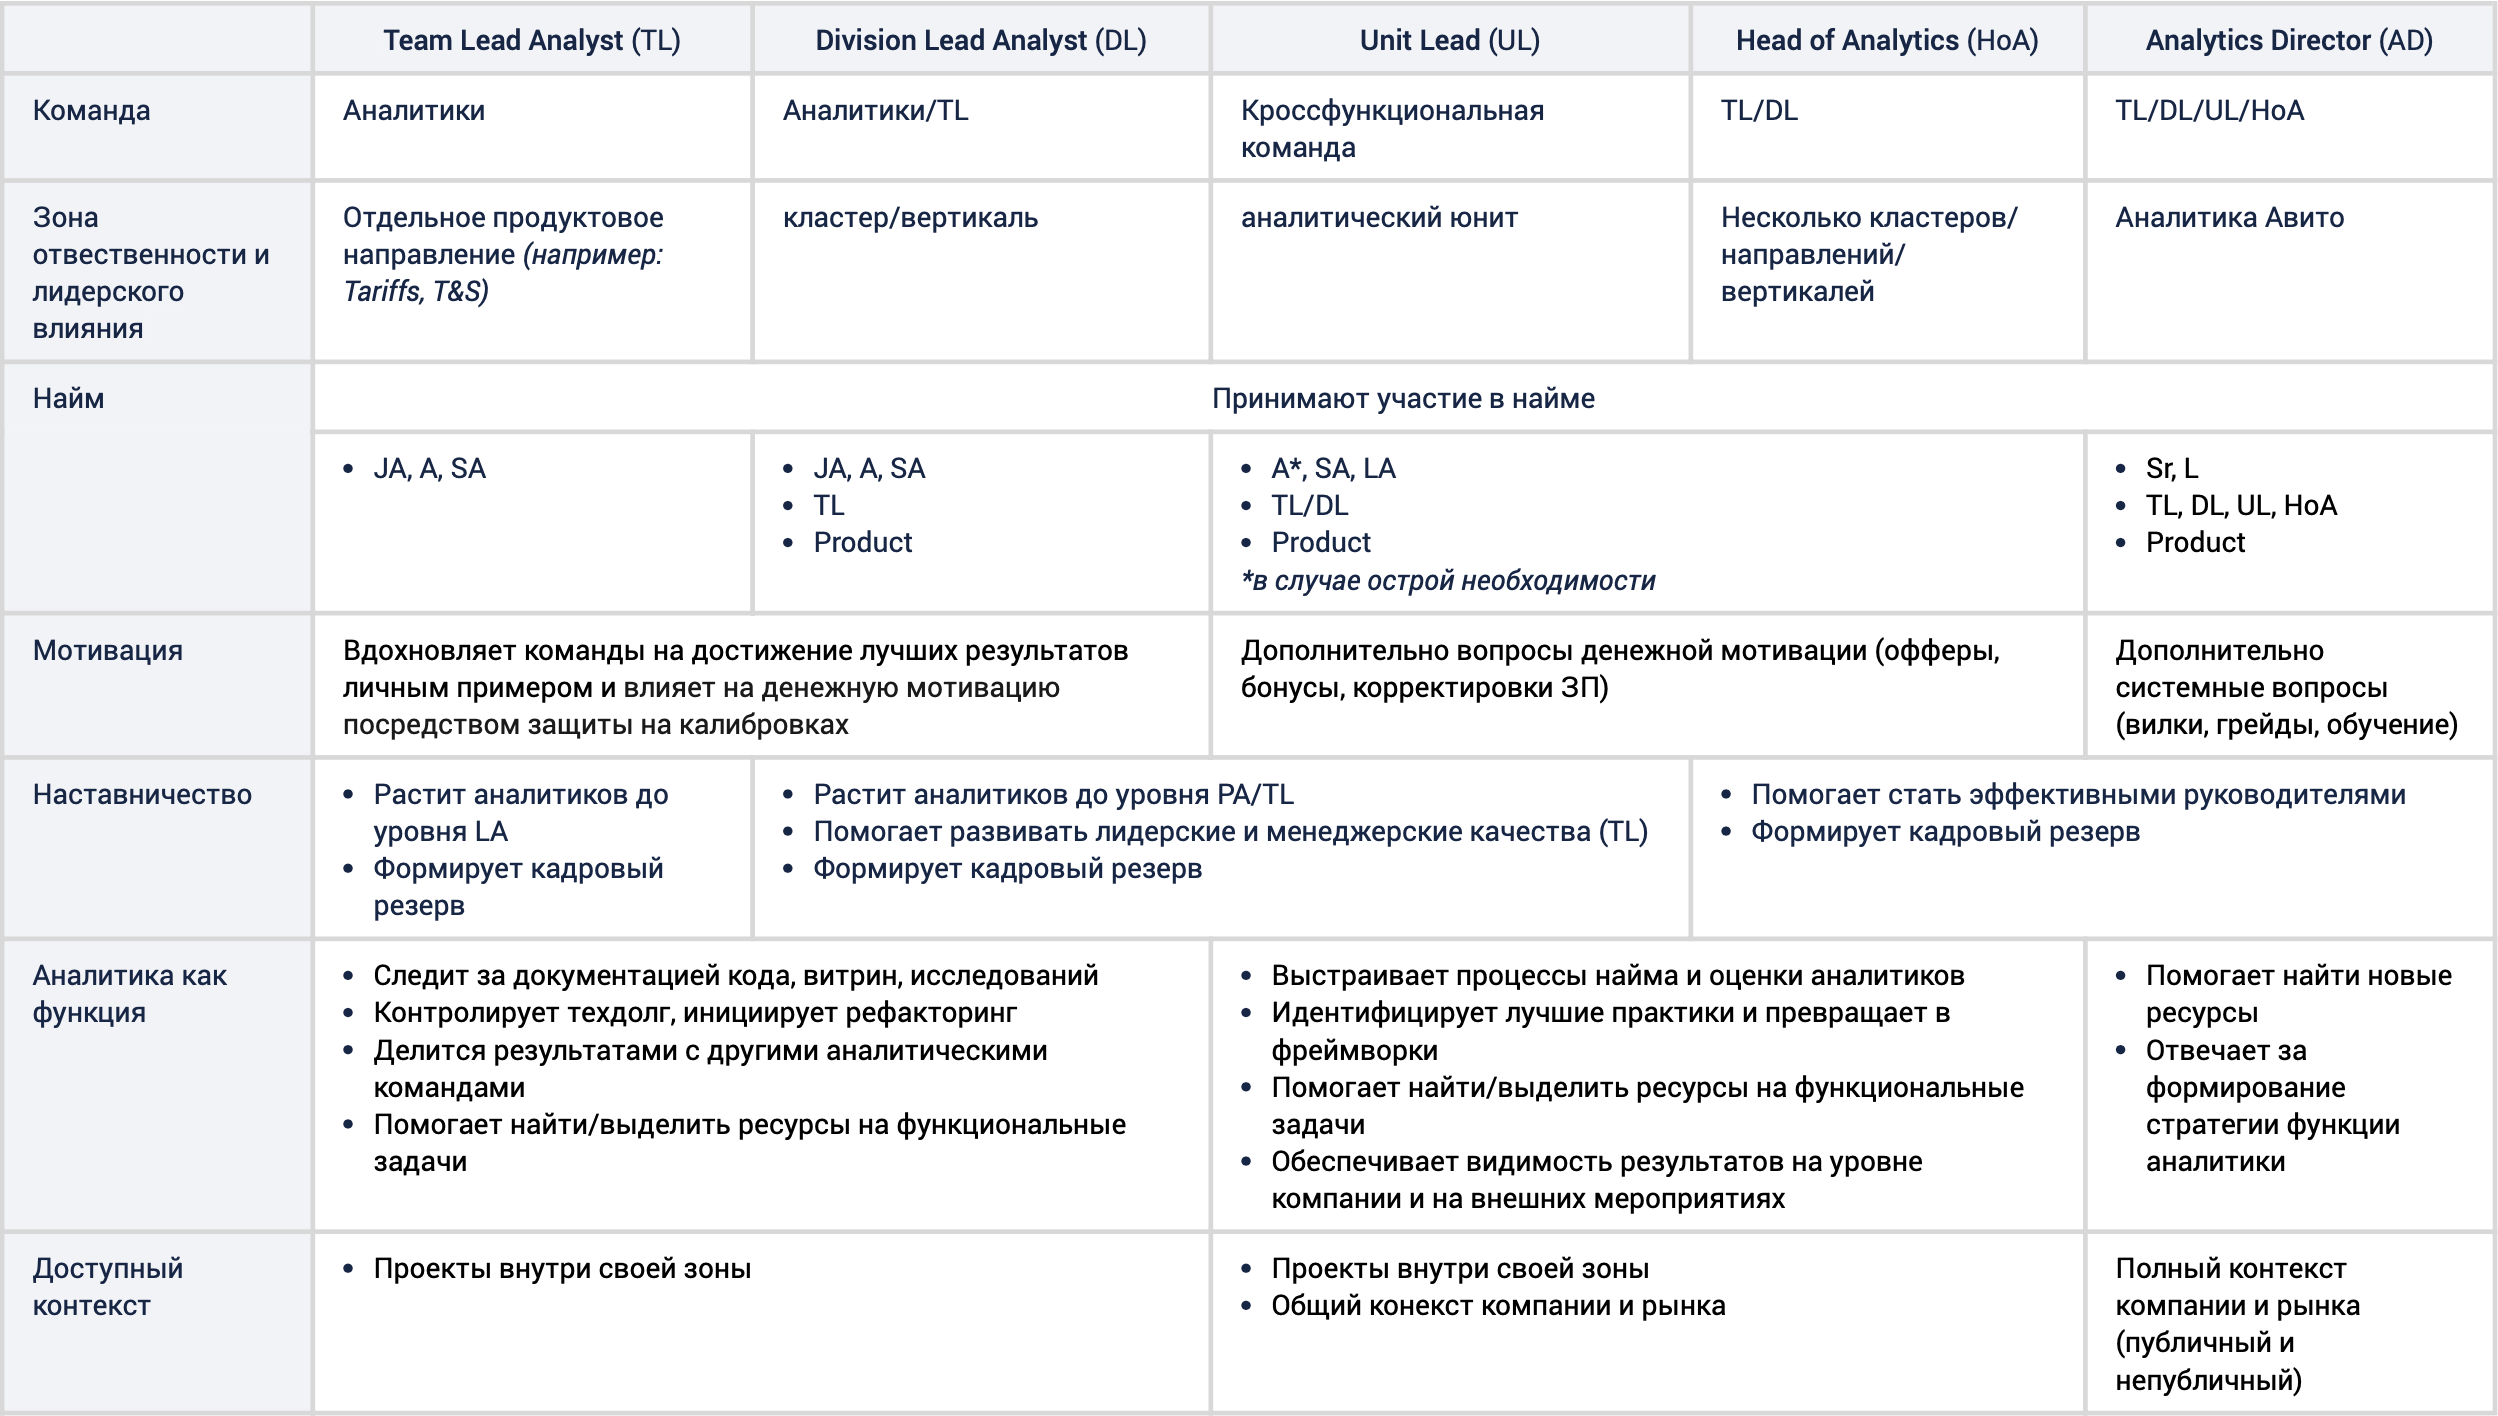 Team Lead Analyst (TL)
Division Lead Analyst (DL)
Unit Lead (UL)
Head of Analytics (HoA)
Analytics Director (AD)
Команда
Аналитики
Аналитики/TL
Кроссфункциональная
команда
TL/DL
TL/DL/UL/HoA
Зона
отвественности и
лидерского
влияния
Отдельное продуктовое
направление (например:
Tariffs, T&S)
кластер/вертикаль
аналитический юнит
Несколько кластеров/
направлений/
вертикалей
Аналитика Авито
Найм
Принимают участие в найме
• JA, A, SA
• JA, A, SA
• TL
• Product
• A*, SA, LA
• TL/DL
• Product
*в случае острой необходимости
• Sr, L
• TL, DL, UL, HoA
• Product
Мотивация
Вдохновляет команды на достижение лучших результатов
личным примером и влияет на денежную мотивацию
посредством защиты на калибровках
Дополнительно вопросы денежной мотивации (офферы,
бонусы, корректировки ЗП)
Дополнительно
системные вопросы
(вилки, грейды, обучение)
Наставничество
• Растит аналитиков до
уровня LA
• Формирует кадровый
резерв
• Растит аналитиков до уровня PA/TL
• Помогает развивать лидерские и менеджерские качества (TL)
• Формирует кадровый резерв
• Помогает стать эффективными руководителями
• Формирует кадровый резерв
Аналитика как
функция
• Следит за документацией кода, витрин, исследований
• Контролирует техдолг, инициирует рефакторинг
• Делится результатами с другими аналитическими
командами
• Помогает найти/выделить ресурсы на функциональные
задачи
• Выстраивает процессы найма и оценки аналитиков
• Идентифицирует лучшие практики и превращает в
фреймворки
• Помогает найти/выделить ресурсы на функциональные
задачи
• Обеспечивает видимость результатов на уровне
компании и на внешних мероприятиях
• Помогает найти новые
ресурсы
• Отвечает за
формирование
стратегии функции
аналитики
Доступный
контекст
• Проекты внутри своей зоны
• Проекты внутри своей зоны
• Общий конекст компании и рынка
Полный контекст
компании и рынка
(публичный и
непубличный)